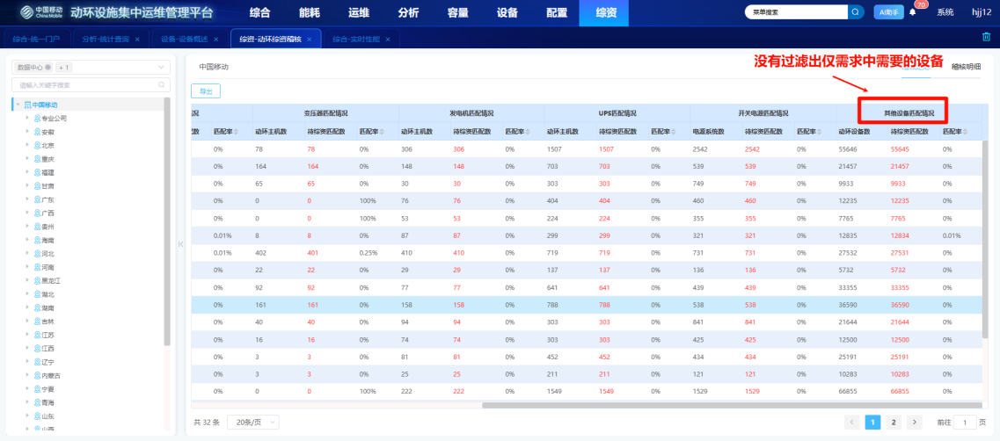 中国移动 China Mobile 动环设施集中运维管理平台 综合 能耗 运维 分析 容量 设备 配置 综资 菜单搜索 AI助手 70 系统 hjj12
综合-统一门户 分析-统计查询 × 设备-设备概述 × 综资-动环综资稽核 × 综合-实时性能 ×
数据中心 + 1
请输入关键字搜索
中国移动
专业公司
安徽
北京
重庆
福建
甘肃
广东
广西
贵州
海南
河北
河南
黑龙江
湖北
湖南
吉林
江苏
江西
辽宁
内蒙古
宁夏
青海
山东
山西
中国移动
没有过滤出仅需求中需要的设备
稽核明细
导出
况 变压器匹配情况 发电机匹配情况 UPS匹配情况 开关电源匹配情况 其他设备匹配情况
数 匹配率 动环主机数 待综资匹配数 匹配率 动环主机数 待综资匹配数 匹配率 动环主机数 待综资匹配数 匹配率 电源系统数 待综资匹配数 匹配率 动环设备数 待综资匹配数 匹配率
0% 78 78 0% 306 306 0% 1507 1507 0% 2542 2542 0% 55646 55645 0%
0% 164 164 0% 148 148 0% 703 703 0% 539 539 0% 21457 21457 0%
0% 65 65 0% 30 30 0% 303 303 0% 749 749 0% 9933 9933 0%
0% 0 0 100% 76 76 0% 404 404 0% 460 460 0% 12235 12235 0%
0% 0 0 100% 53 53 0% 224 224 0% 355 355 0% 7765 7765 0%
0.01% 8 8 0% 87 87 0% 299 299 0% 321 321 0% 12835 12834 0.01%
0.01% 402 401 0.25% 410 410 0% 719 719 0% 731 731 0% 27532 27531 0%
0% 22 22 0% 29 29 0% 137 137 0% 136 136 0% 5732 5732 0%
0% 92 92 0% 77 77 0% 641 641 0% 439 439 0% 33355 33355 0%
0% 161 161 0% 158 158 0% 788 788 0% 538 538 0% 36590 36590 0%
0% 40 40 0% 94 94 0% 303 303 0% 841 841 0% 21644 21644 0%
0% 16 16 0% 74 74 0% 303 303 0% 425 425 0% 12500 12500 0%
0% 3 3 0% 81 81 0% 452 452 0% 434 434 0% 25191 25191 0%
0% 3 3 0% 25 25 0% 211 211 0% 121 121 0% 10283 10283 0%
0% 0 0 100% 222 222 0% 1549 1549 0% 1529 1529 0% 66855 66855 0%
共 32 条 20条/页 1 2 前往 1 页